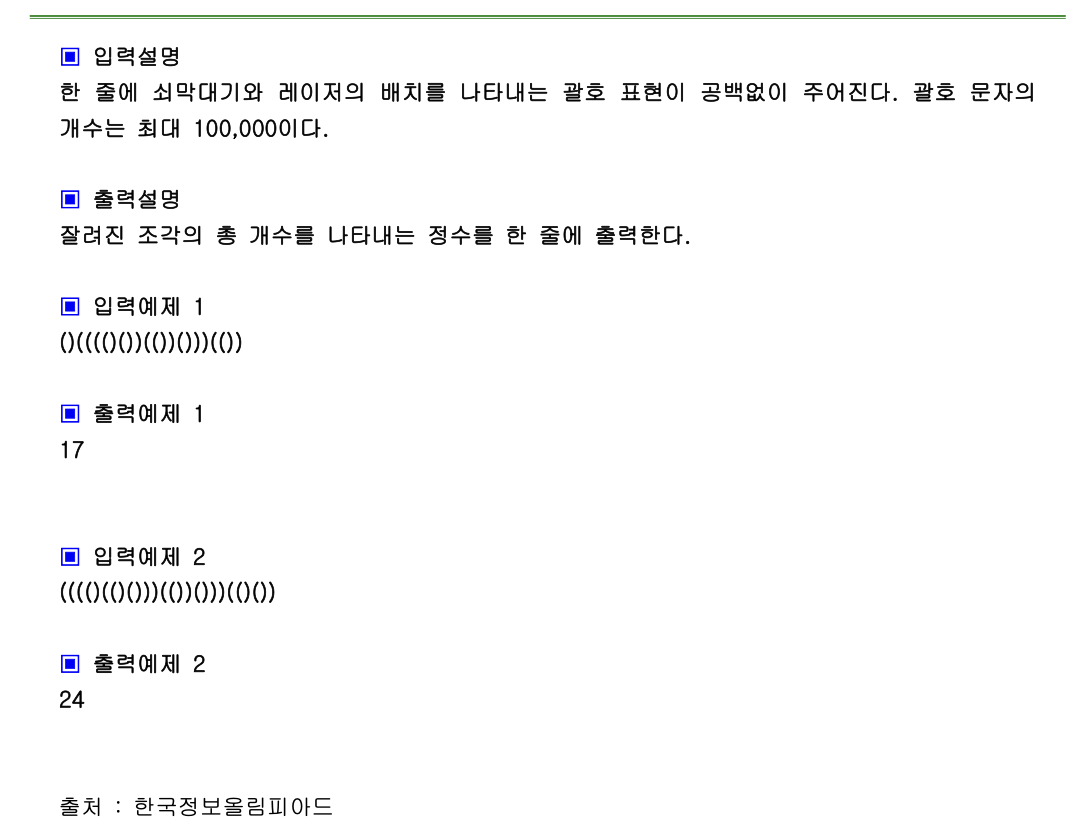 ▣ 입력설명
한 줄에 쇠막대기와 레이저의 배치를 나타내는 괄호 표현이 공백없이 주어진다. 괄호 문자의
개수는 최대 100,000이다.
▣ 출력설명
잘려진 조각의 총 개수를 나타내는 정수를 한 줄에 출력한다.
▣ 입력예제 1
()(((()())(())()))(())
▣ 출력예제 1
17
▣ 입력예제 2
(((()(()()))(())()))(()())
▣ 출력예제 2
24
출처 : 한국정보올림피아드